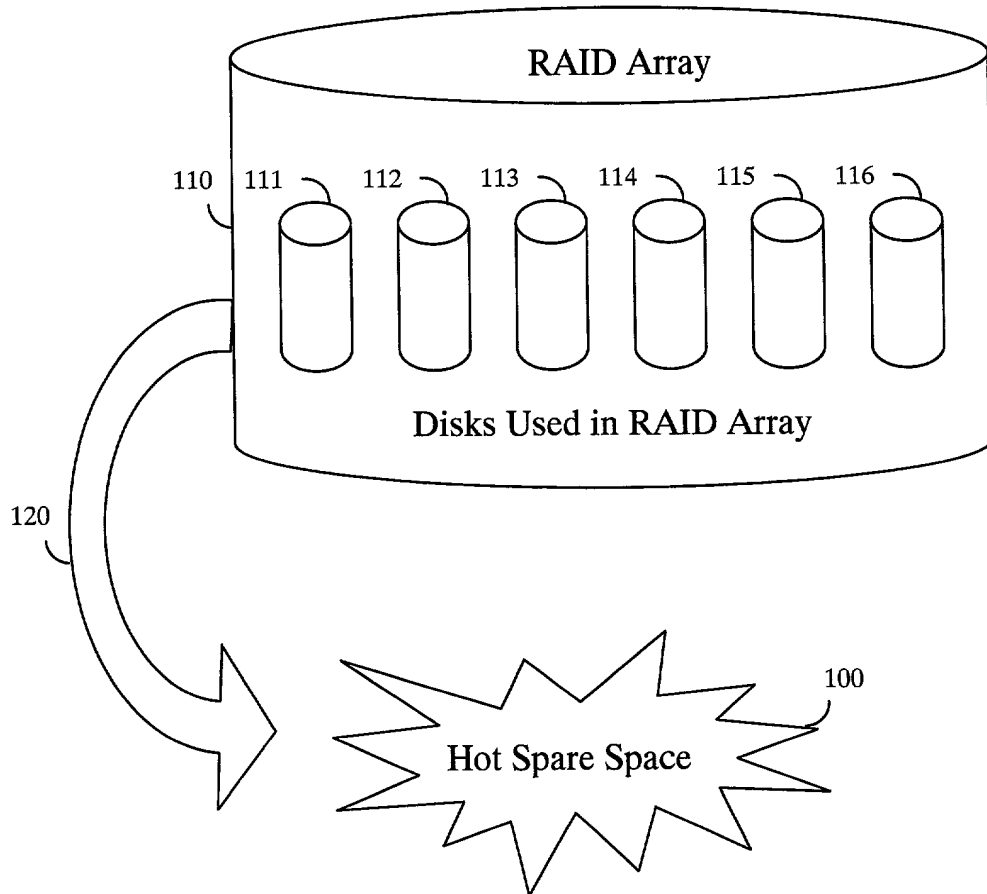 RAID Array
110 111 112 113 114 115 116
Disks Used in RAID Array
120
100
Hot Spare Space